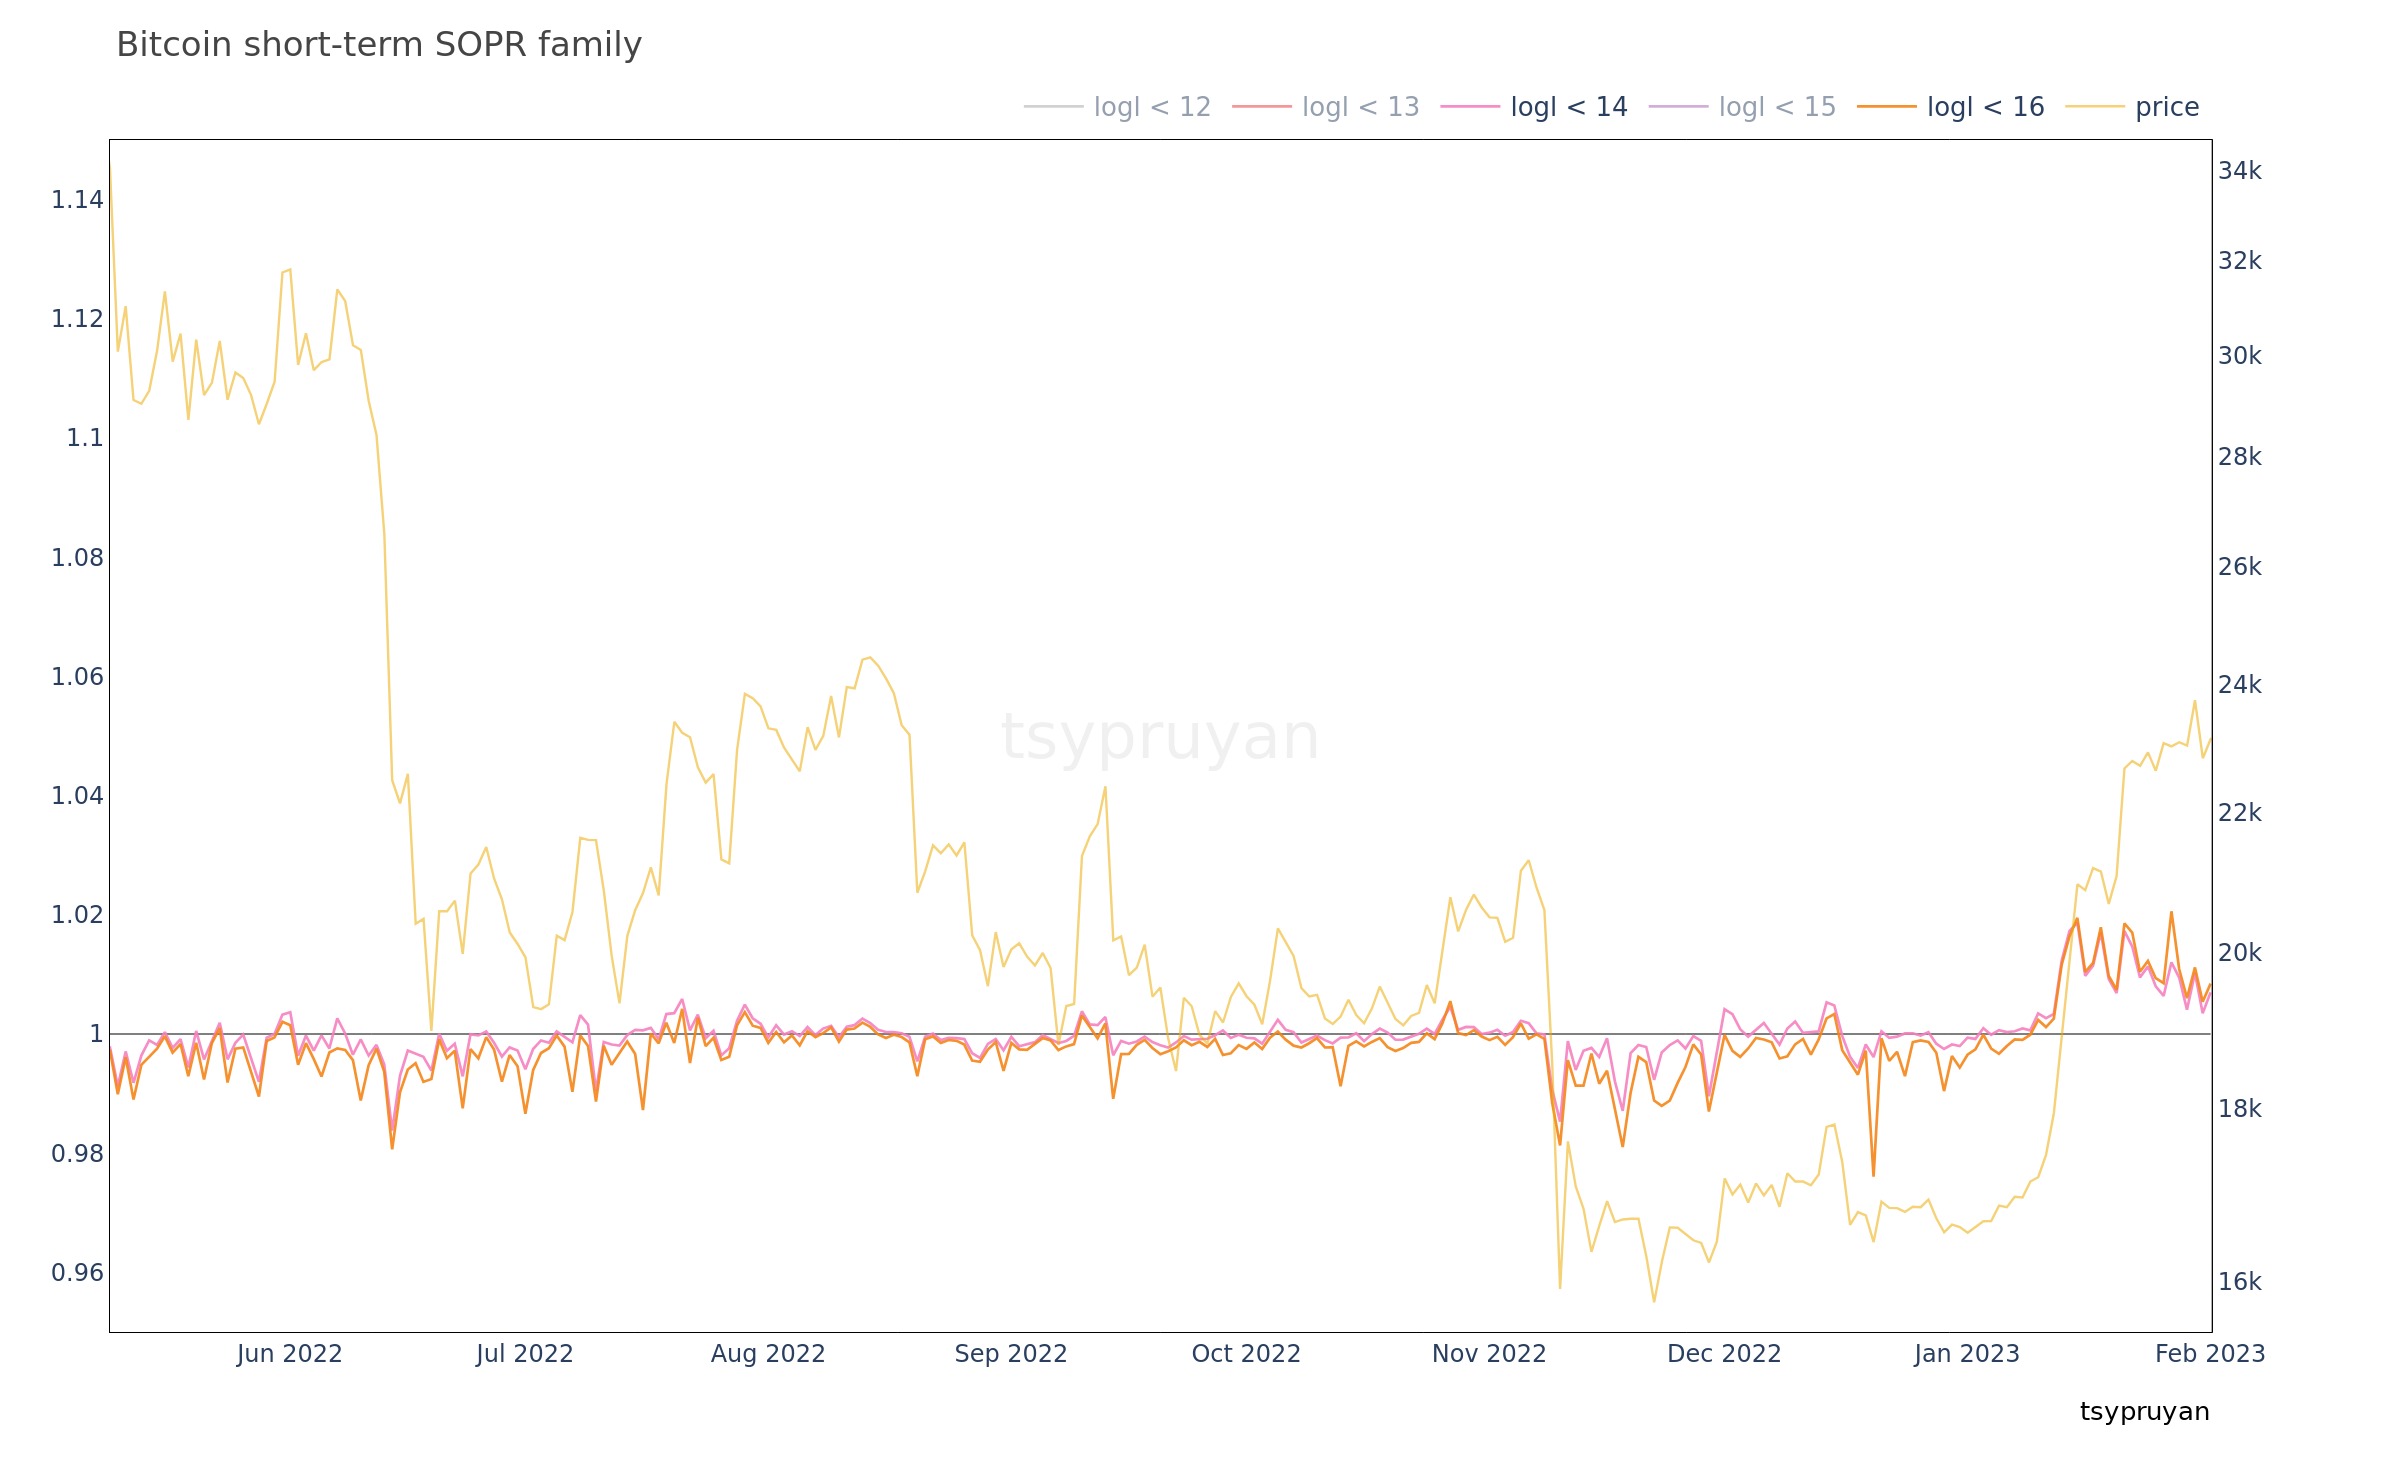 Bitcoin short-term SOPR family
logl < 12 logl < 13 logl < 14 logl < 15 logl < 16 price
1.14
1.12
1.1
1.08
1.06
1.04
1.02
1
0.98
0.96
34k
32k
30k
28k
26k
24k
22k
20k
18k
16k
tsypruyan
Jun 2022 Jul 2022 Aug 2022 Sep 2022 Oct 2022 Nov 2022 Dec 2022 Jan 2023 Feb 2023
tsypruyan